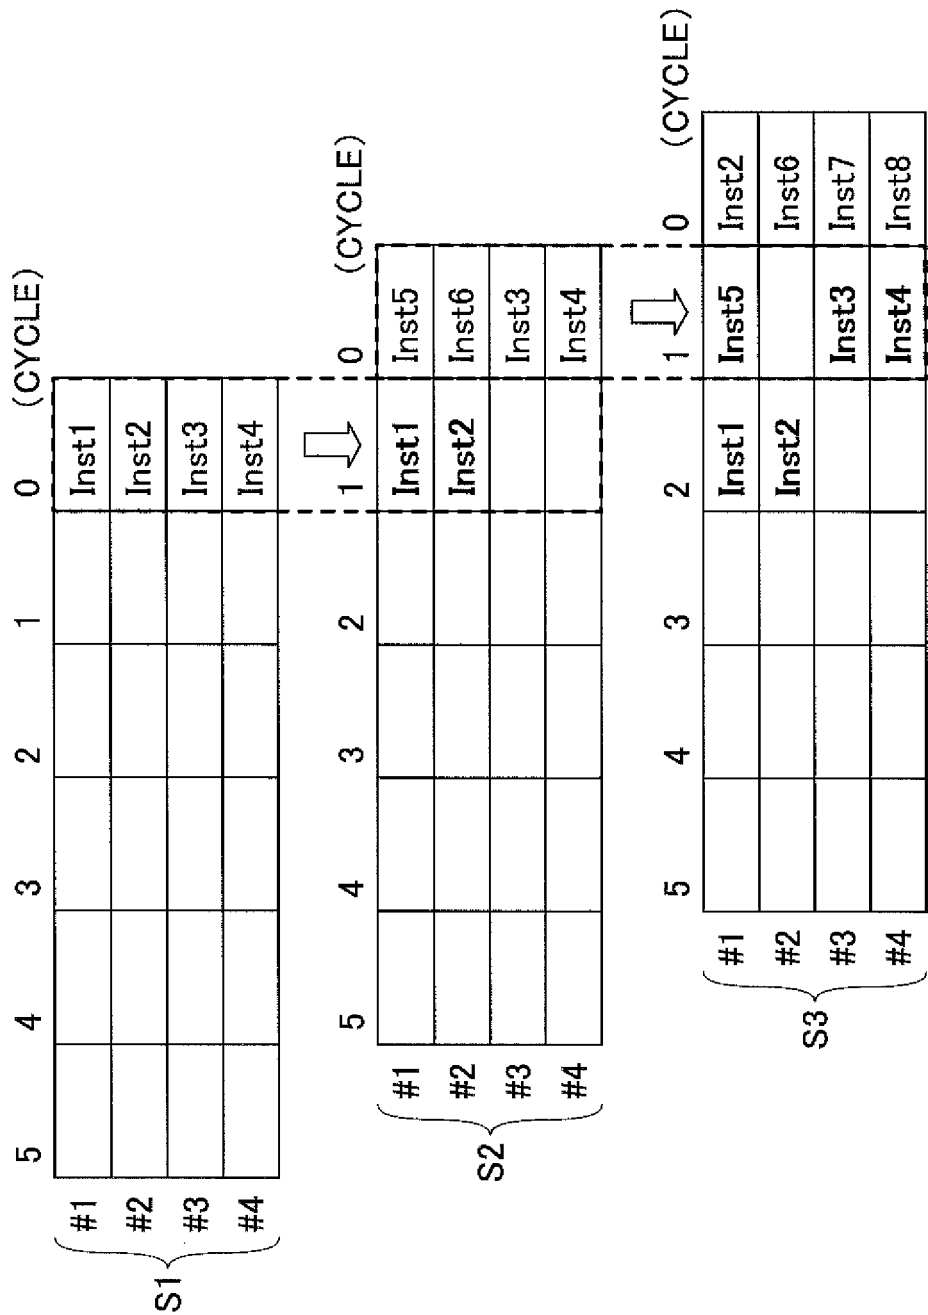 5 4 3 2 1 0 (CYCLE)
#1 Inst1
#2 Inst2
#3 Inst3
#4 Inst4
S1
5 4 3 2 1 0 (CYCLE)
#1 Inst1 Inst5
#2 Inst2 Inst6
#3 Inst3
#4 Inst4
S2
5 4 3 2 1 0 (CYCLE)
#1 Inst1 Inst5 Inst2
#2 Inst2 Inst6
#3 Inst3 Inst7
#4 Inst4 Inst8
S3